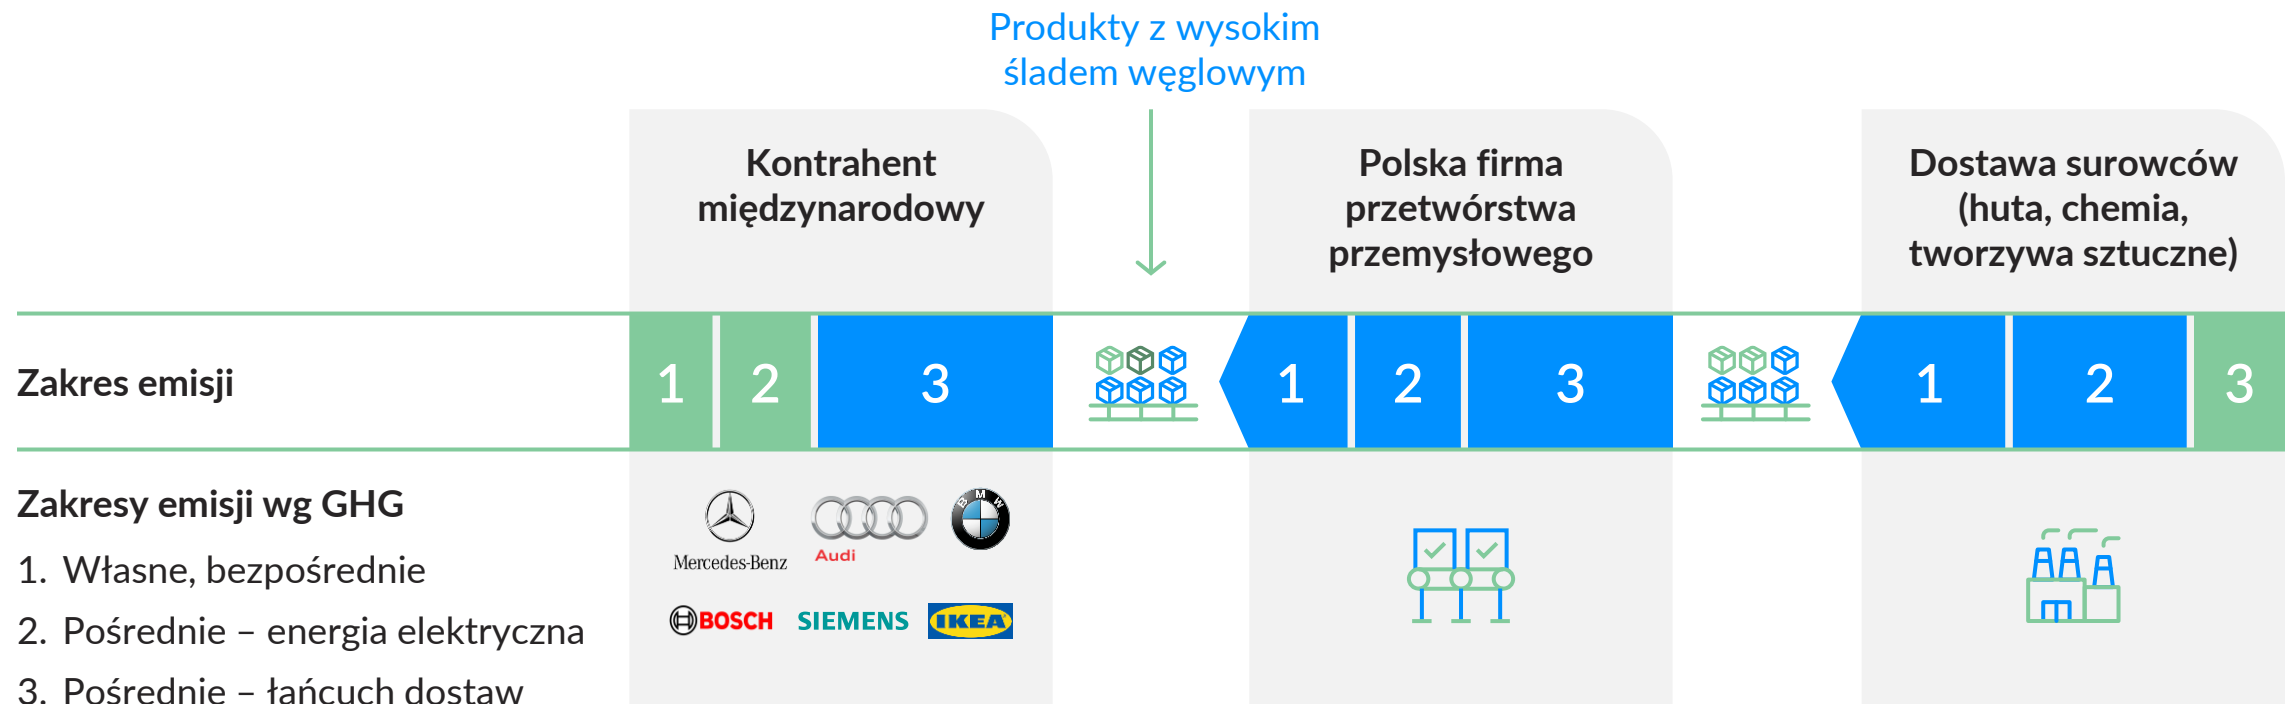 Produkty z wysokim
śladem węglowym
Kontrahent
międzynarodowy
Polska firma
przetwórstwa
przemysłowego
Dostawa surowców
(huta, chemia,
tworzywa sztuczne)
Zakres emisji
1 2 3 1 2 3 1 2 3
Zakresy emisji wg GHG
1. Własne, bezpośrednie
2. Pośrednie – energia elektryczna
3. Pośrednie – łańcuch dostaw
Mercedes-Benz
Audi
BMW
BOSCH
SIEMENS
IKEA